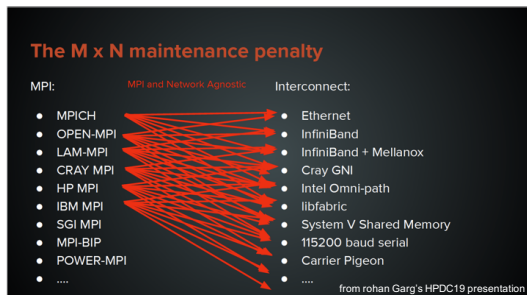 The M x N maintenance penalty
MPI:
MPI and Network Agnostic
Interconnect:
MPICH
OPEN-MPI
LAM-MPI
CRAY MPI
HP MPI
IBM MPI
SGI MPI
MPI-BIP
POWER-MPI
....
Ethernet
InfiniBand
InfiniBand + Mellanox
Cray GNI
Intel Omni-path
libfabric
System V Shared Memory
115200 baud serial
Carrier Pigeon
....
from rohan Garg's HPDC19 presentation